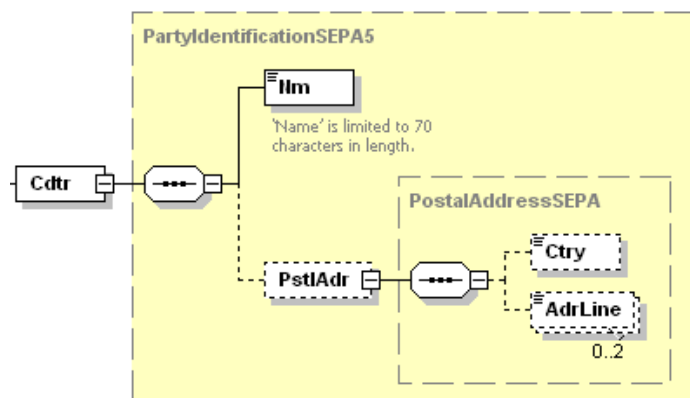 PartyIdentificationSEPA5
Nm
'Name' is limited to 70
characters in length.
Cdtr
PostalAddressSEPA
Ctry
PstlAdr
AdrLine
0..2